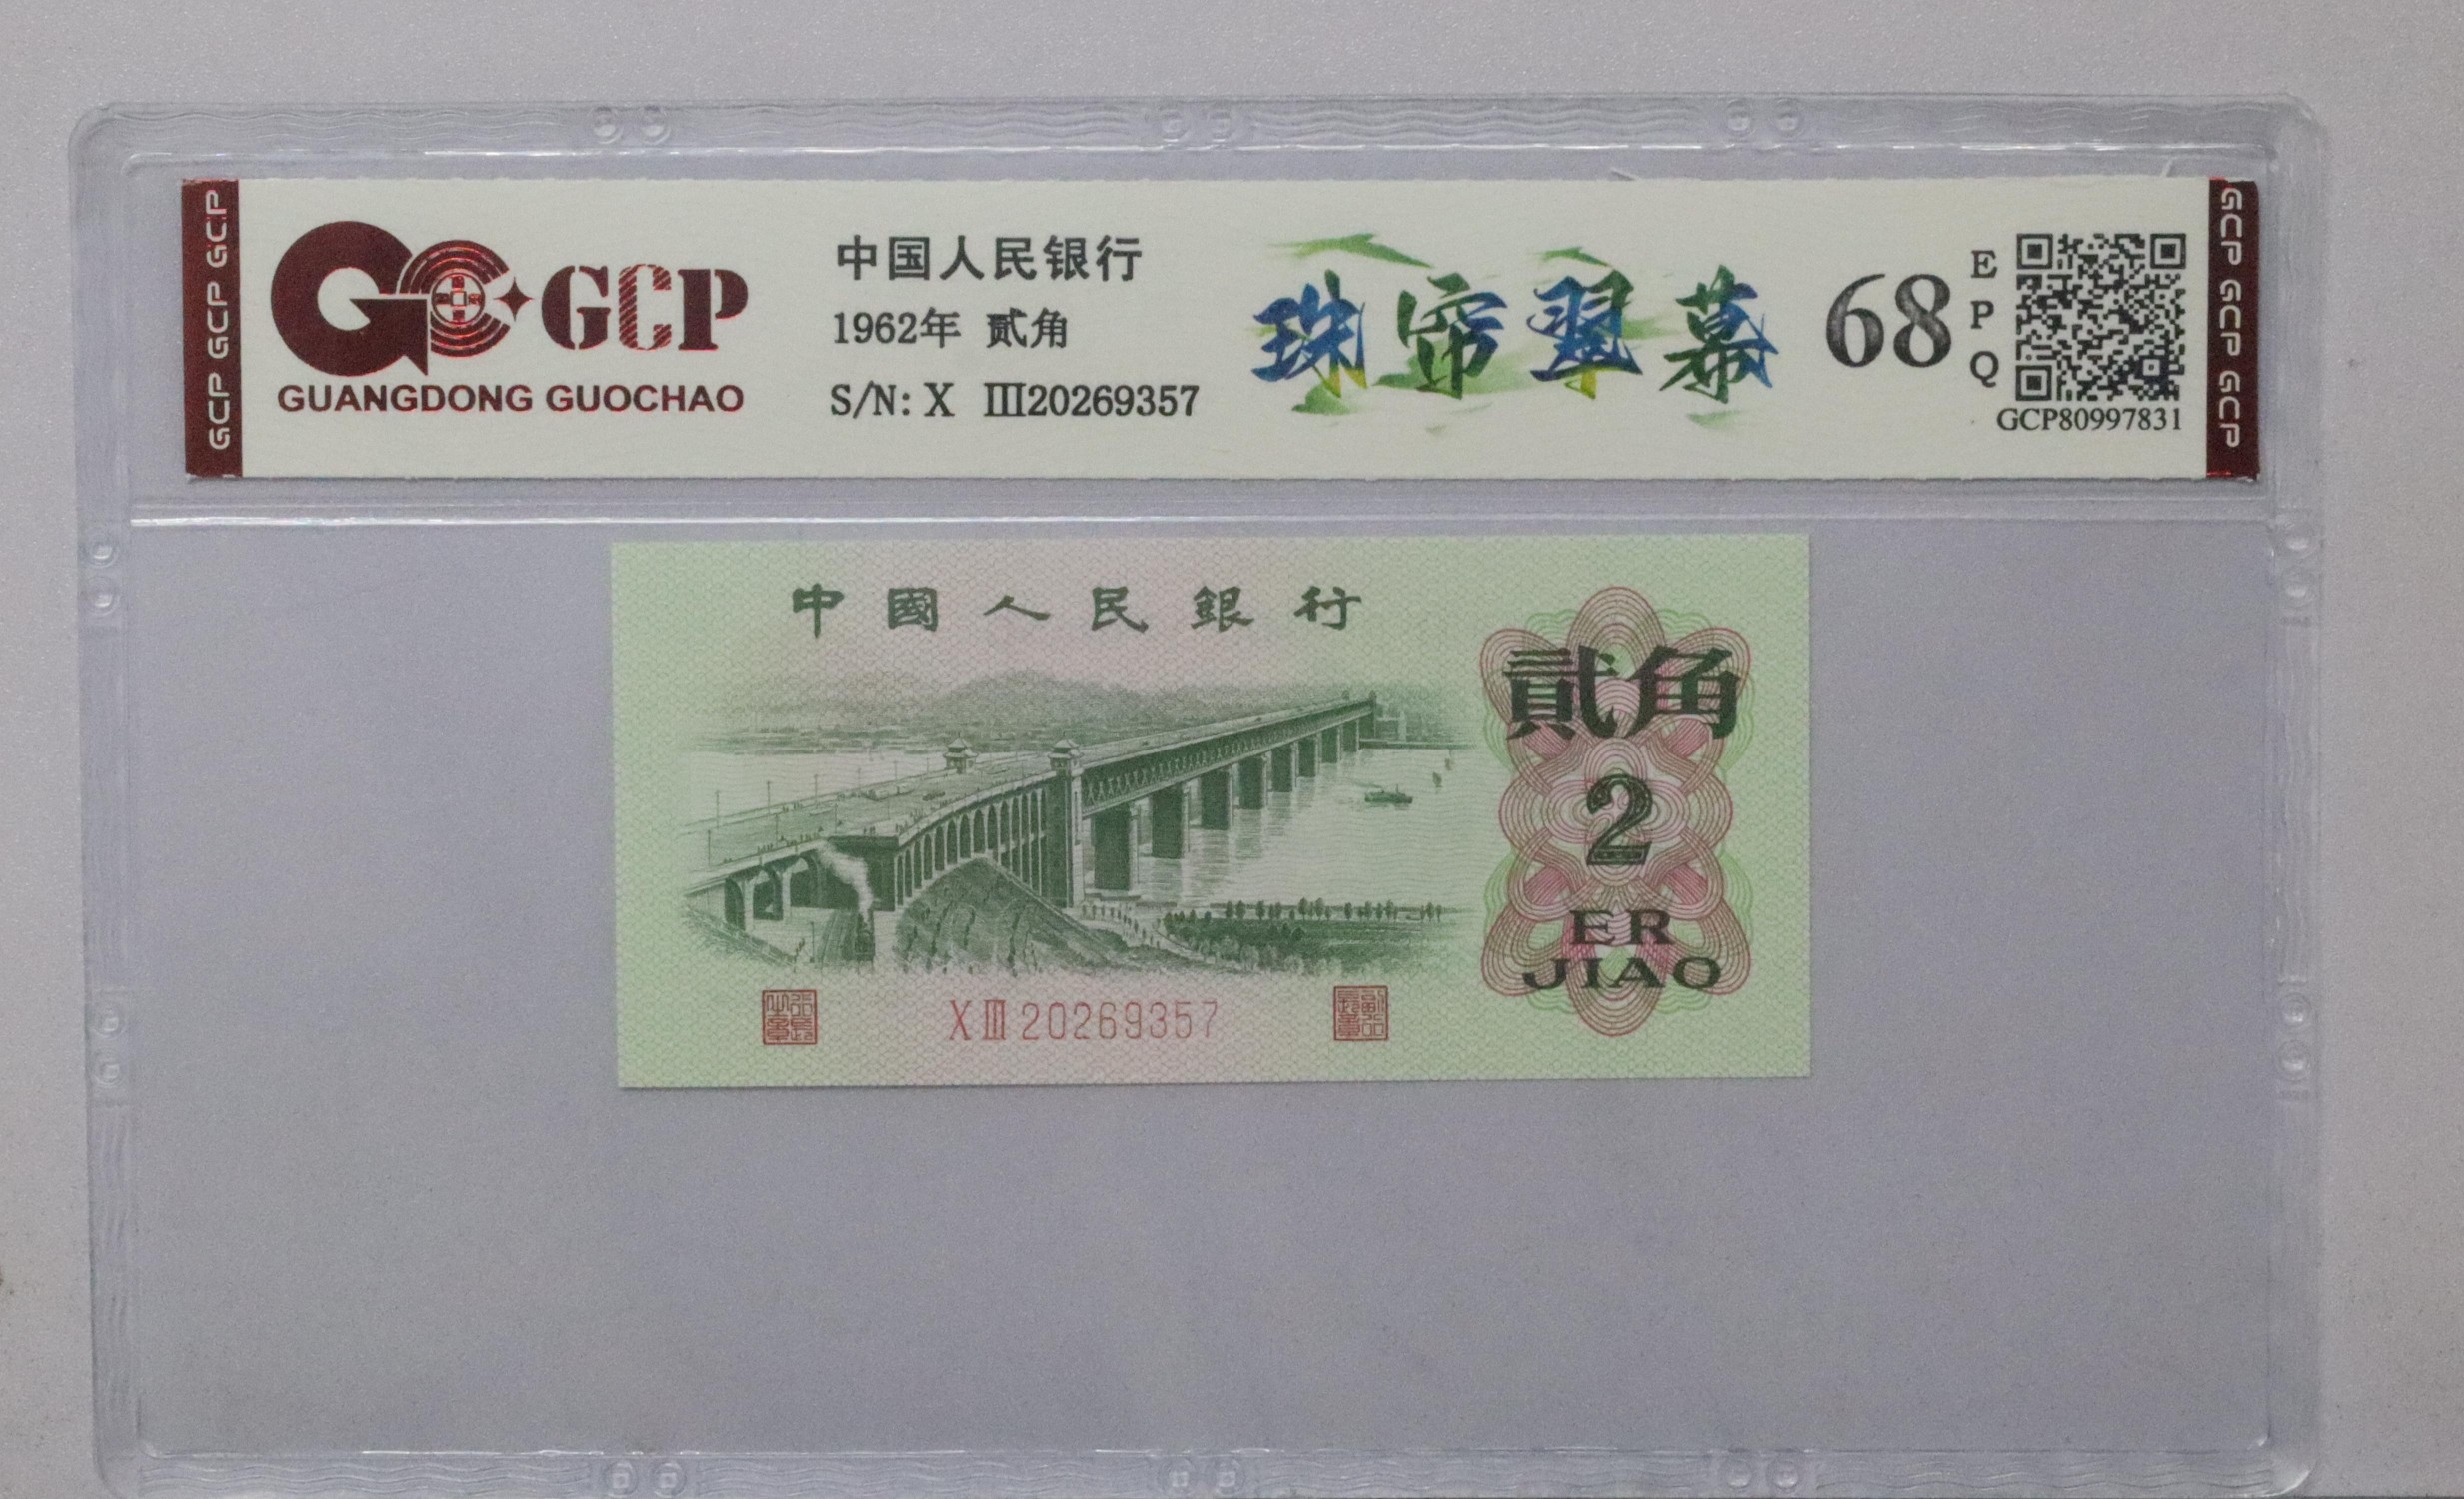 GCP GCP GCP
GCP
GUANGDONG GUOCHAO
中国人民银行
1962年 贰角
S/N: X Ⅲ20269357
珠帘翠幕
68
EPQ
GCP80997831
GCP GCP GCP
中國人民銀行
貳角
2
ER
JIAO
XⅢ20269357